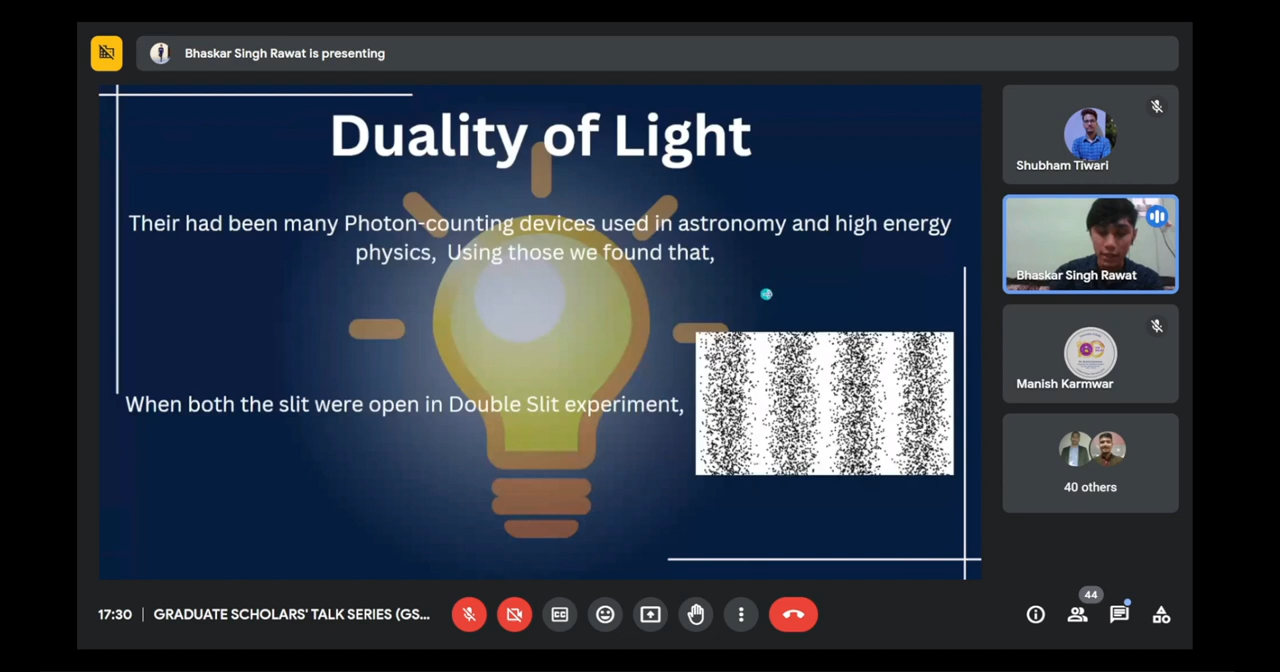 Bhaskar Singh Rawat is presenting
Duality of Light
Their had been many Photon-counting devices used in astronomy and high energy
physics, Using those we found that,
When both the slit were open in Double Slit experiment,
Shubham Tiwari
Bhaskar Singh Rawat
Manish Karmwar
40 others
17:30 | GRADUATE SCHOLARS' TALK SERIES (GS...
44